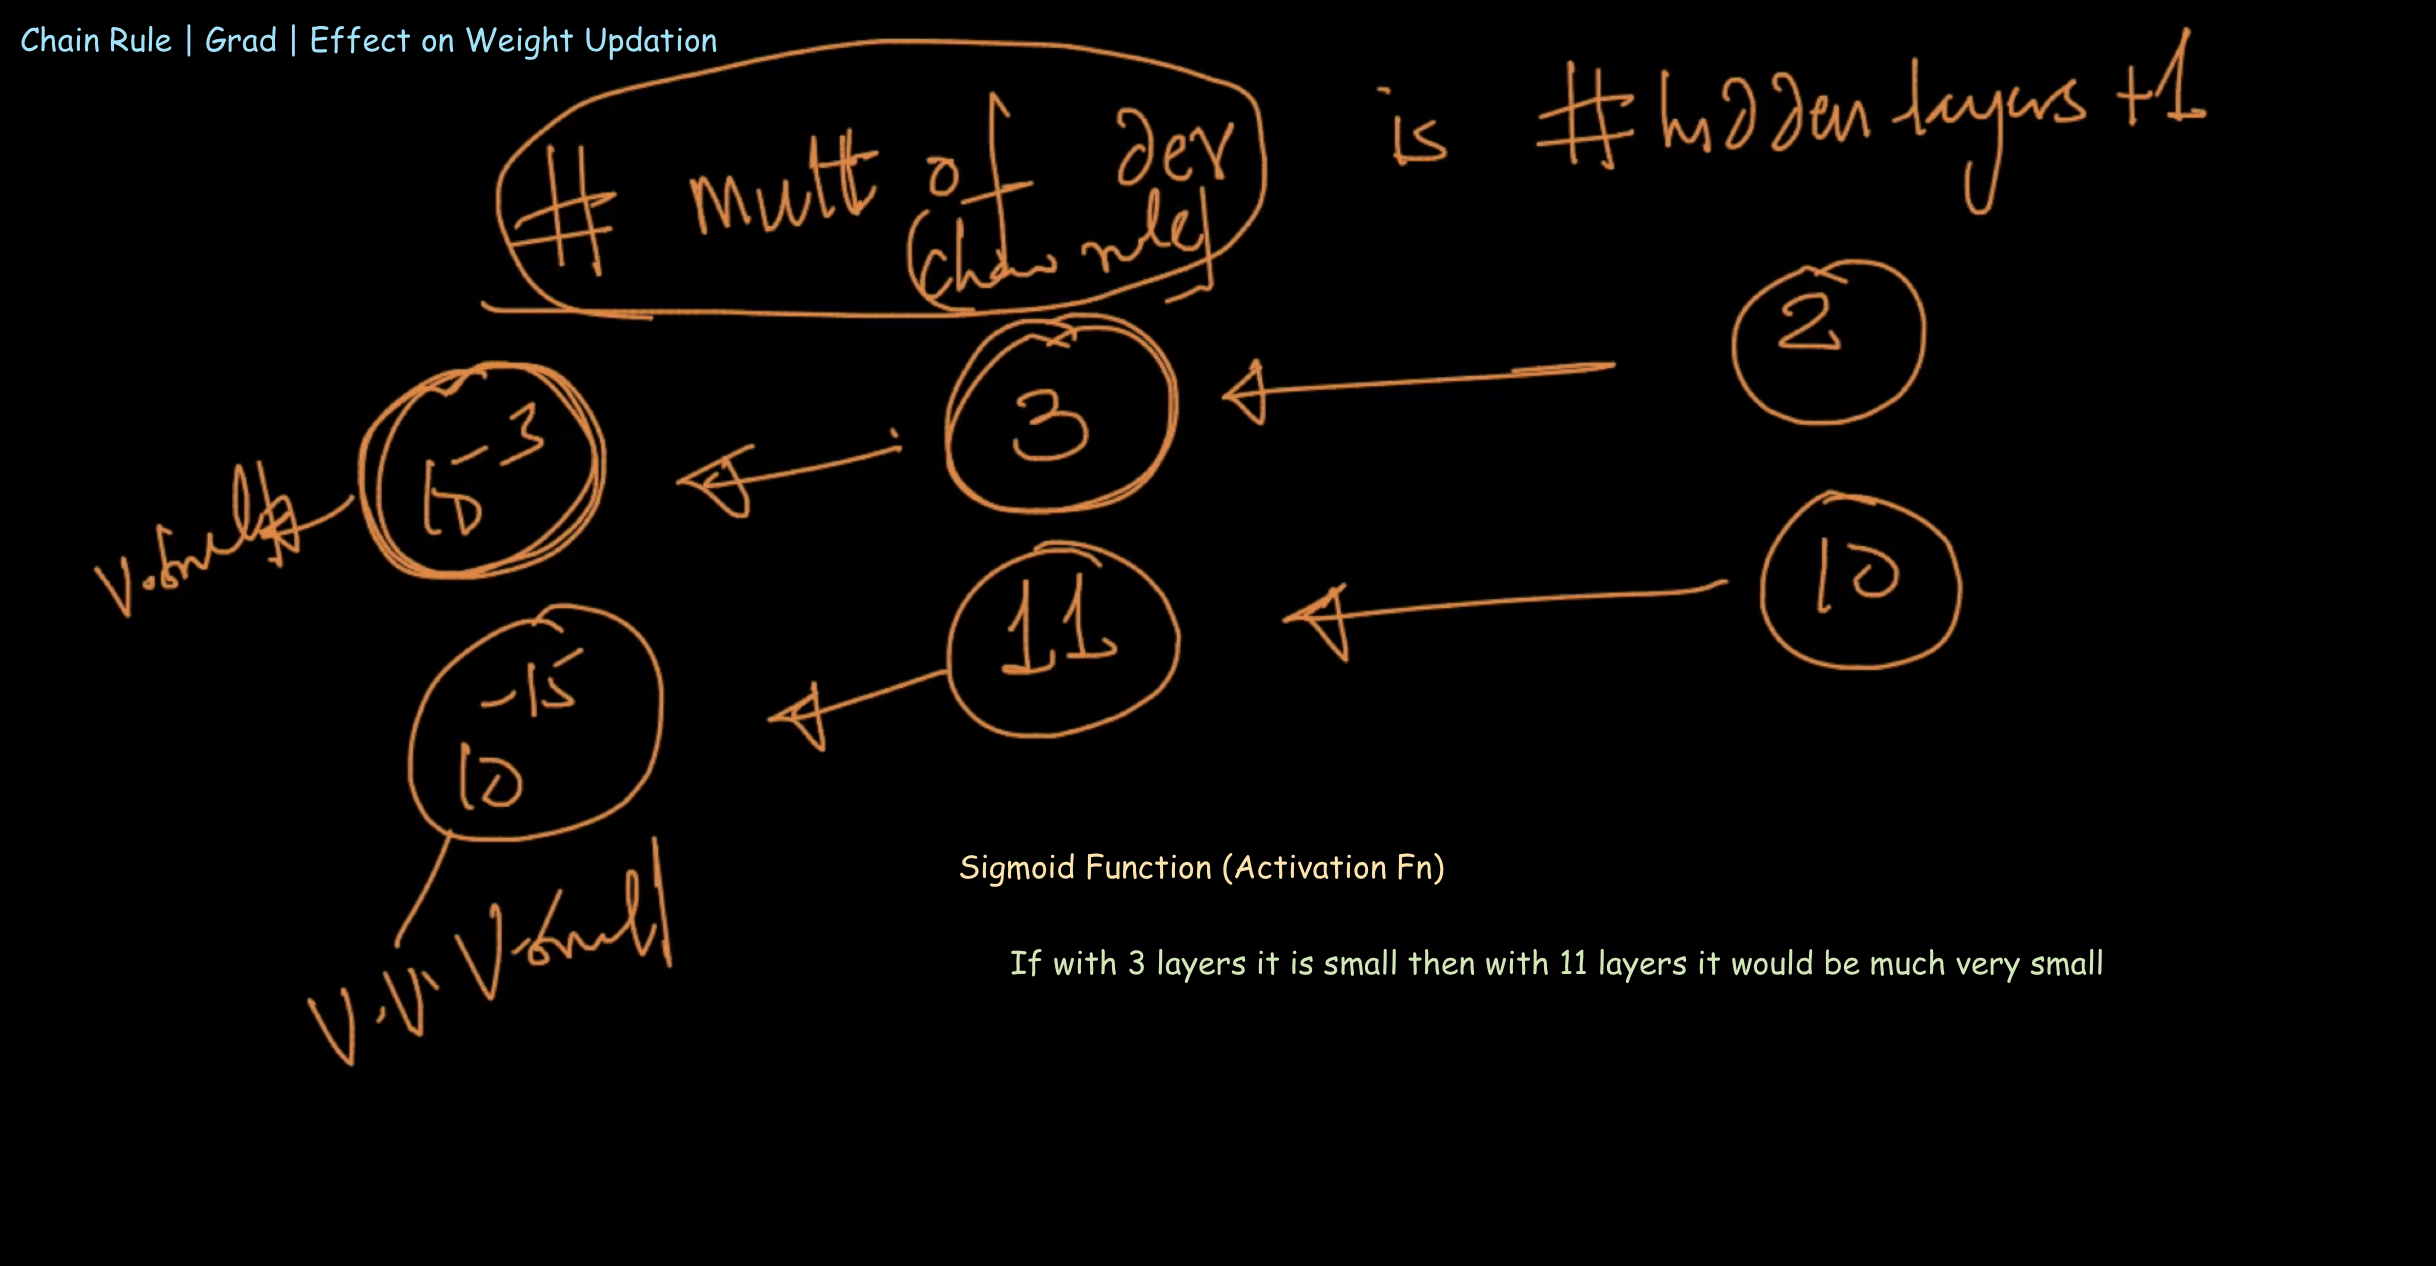 Chain Rule | Grad | Effect on Weight Updation
# mult of der is # hidden layers +1
(Chain rule)
2
3
10⁻³
v.small
10
11
10⁻¹⁵
V.V. V. small
Sigmoid Function (Activation Fn)
If with 3 layers it is small then with 11 layers it would be much very small